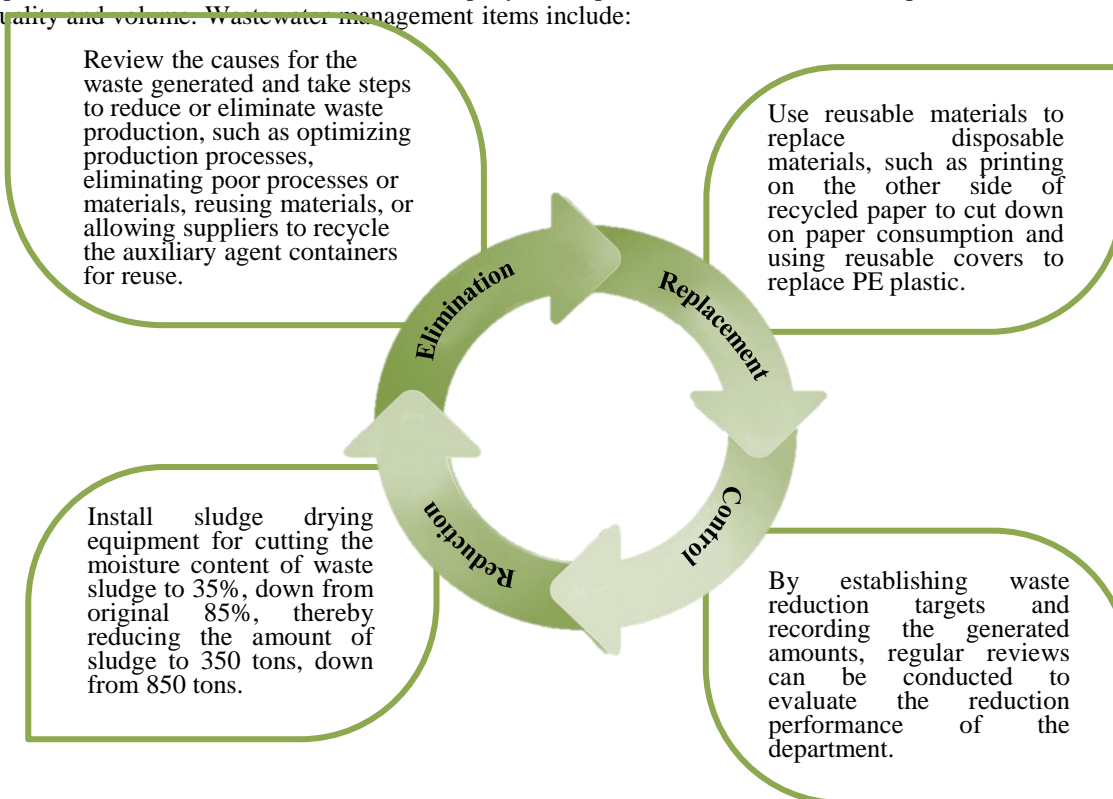 uality and volume. Wastewater management items include:
Review the causes for the
waste generated and take steps
to reduce or eliminate waste
production, such as optimizing
production processes,
eliminating poor processes or
materials, reusing materials, or
allowing suppliers to recycle
the auxiliary agent containers
for reuse.
Use reusable materials to
replace disposable
materials, such as printing
on the other side of
recycled paper to cut down
on paper consumption and
using reusable covers to
replace PE plastic.
Elimination
Replacement
Control
Reduction
Install sludge drying
equipment for cutting the
moisture content of waste
sludge to 35%, down from
original 85%, thereby
reducing the amount of
sludge to 350 tons, down
from 850 tons.
By establishing waste
reduction targets and
recording the generated
amounts, regular reviews
can be conducted to
evaluate the reduction
performance of the
department.